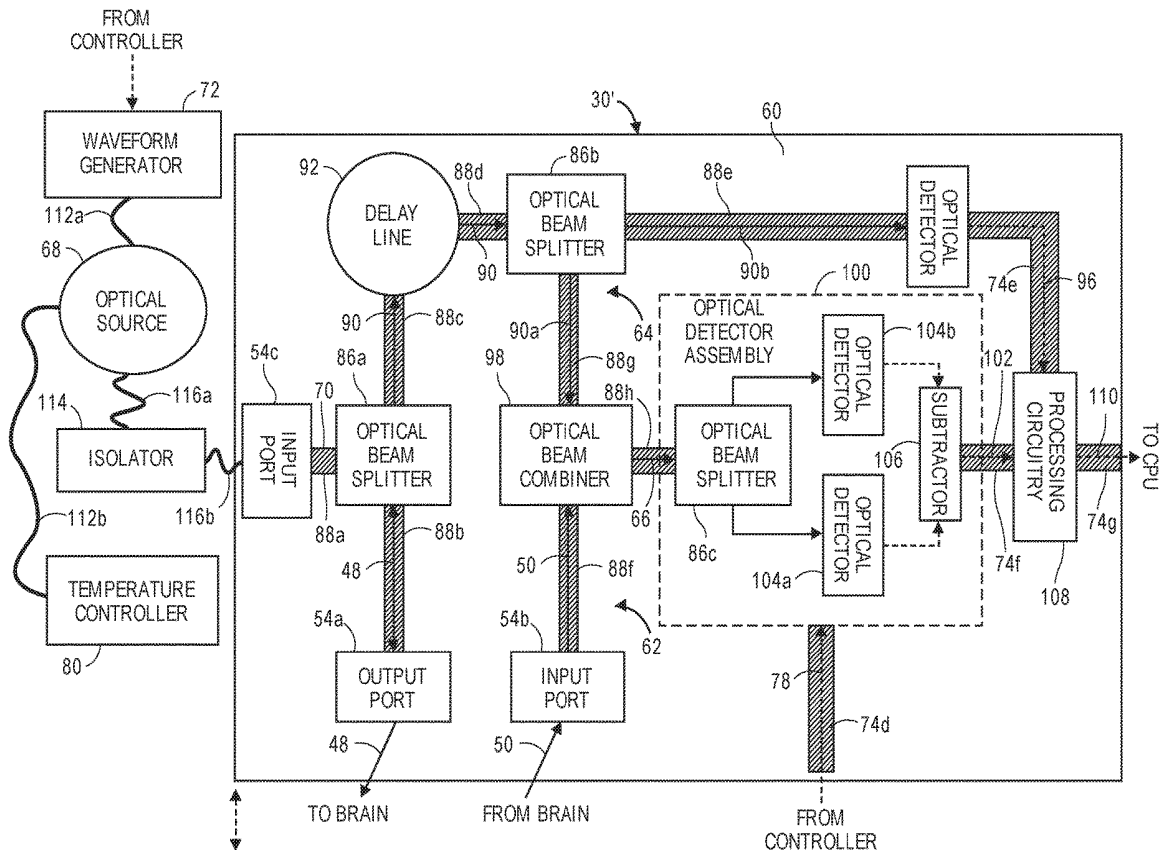 FROM
CONTROLLER
72
WAVEFORM
GENERATOR
112a
68
OPTICAL
SOURCE
114
116a
ISOLATOR
116b
112b
TEMPERATURE
CONTROLLER
80
30'
60
92
DELAY
LINE
88d
90
86b
OPTICAL
BEAM
SPLITTER
88e
90b
OPTICAL
DETECTOR
74e
96
90
88c
90a
88g
64
100
OPTICAL
DETECTOR
ASSEMBLY
54c
INPUT
PORT
70
88a
86a
OPTICAL
BEAM
SPLITTER
98
OPTICAL
BEAM
COMBINER
88h
66
OPTICAL
BEAM
SPLITTER
86c
OPTICAL
DETECTOR
104b
OPTICAL
DETECTOR
104a
106
SUBTRACTOR
102
74f
PROCESSING
CIRCUITRY
108
110
74g
TO CPU
48
88b
50
88f
62
54a
OUTPUT
PORT
54b
INPUT
PORT
48
TO BRAIN
50
FROM BRAIN
78
74d
FROM
CONTROLLER